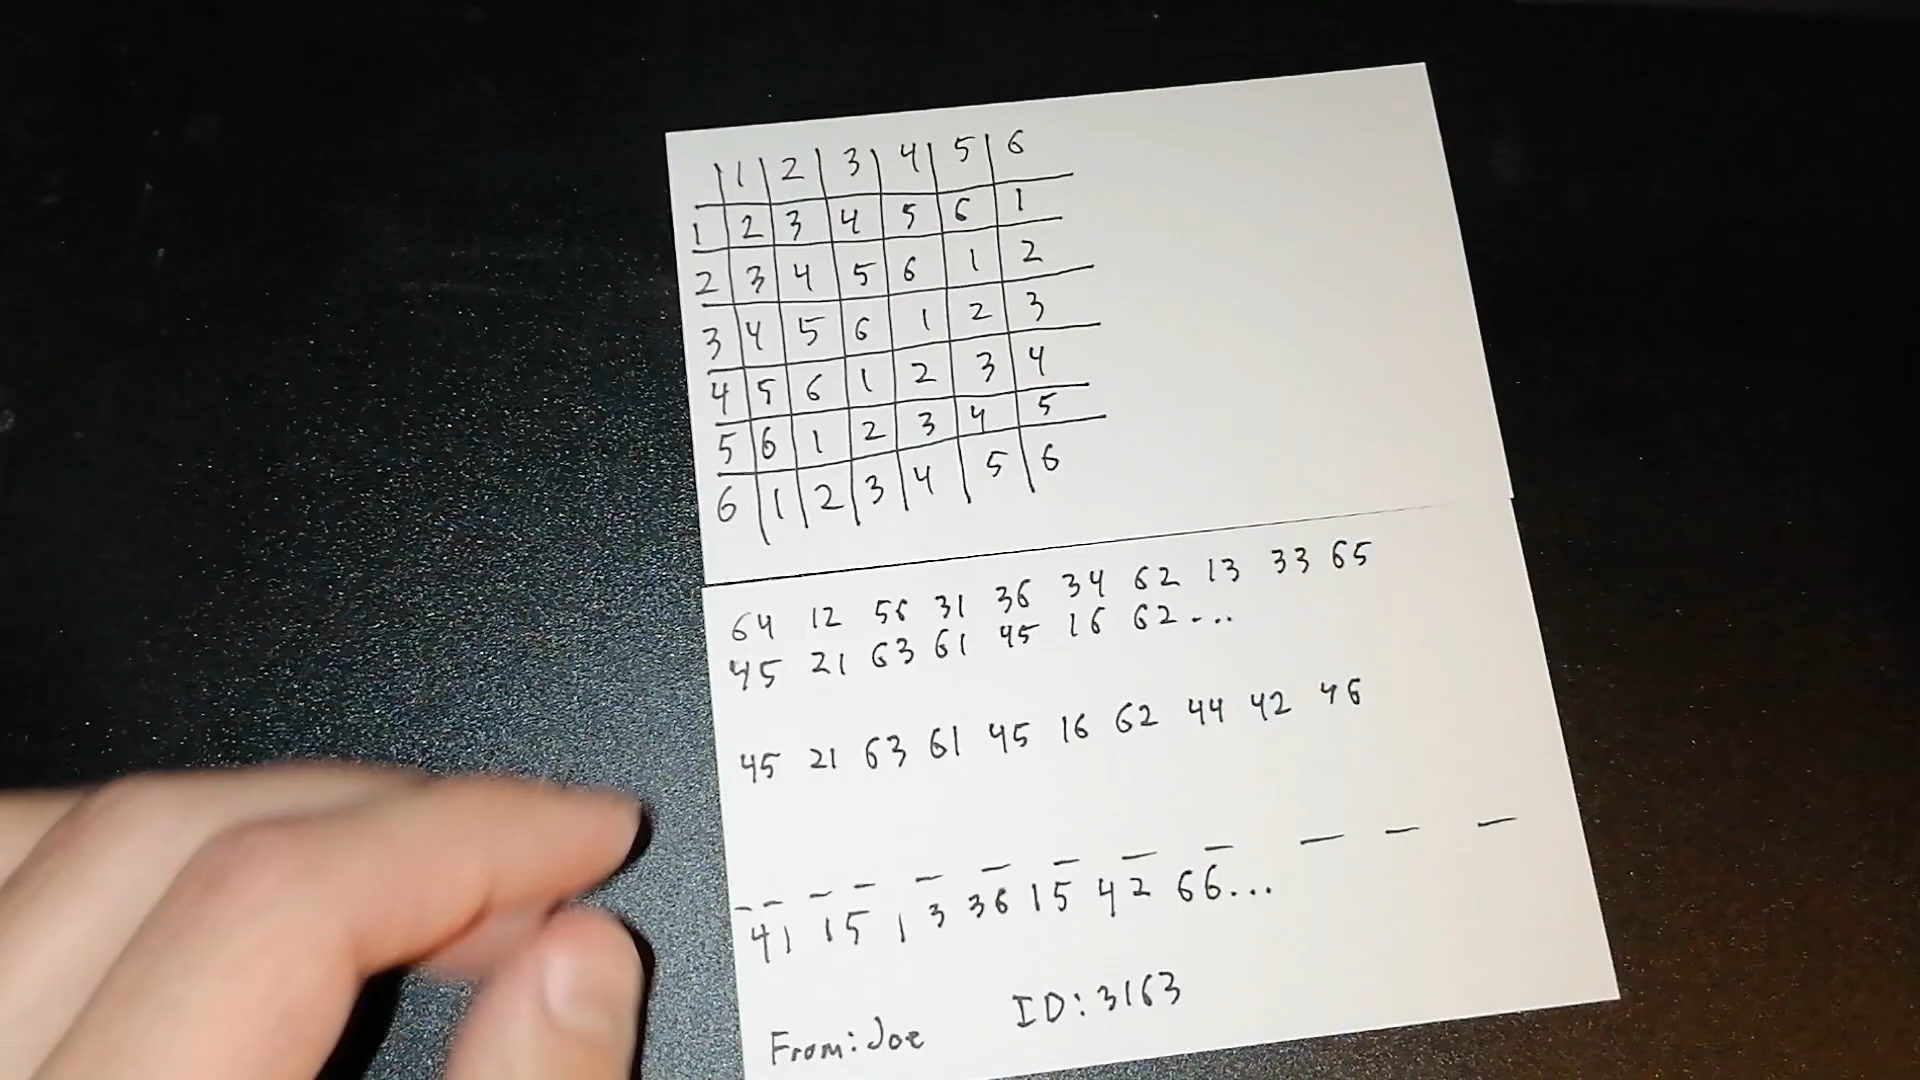 1 2 3 4 5 6
1 2 3 4 5 6 1
2 3 4 5 6 1 2
3 4 5 6 1 2 3
4 5 6 1 2 3 4
5 6 1 2 3 4 5
6 1 2 3 4 5 6
64 12 56 31 36 34 62 13 33 65
45 21 63 61 45 16 62...
45 21 63 61 45 16 62 44 42 46
41 15 13 36 15 42 66...
From: Joe ID: 3163